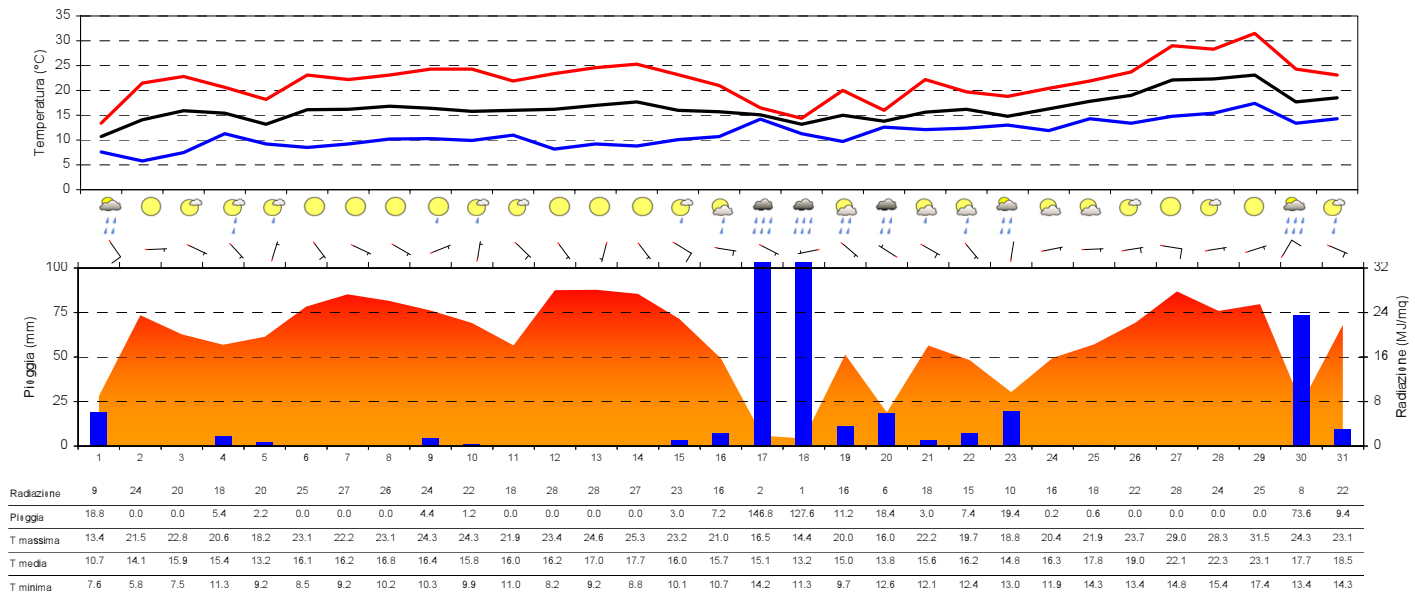 35
30
25
20
15
10
5
0
Temperatura (°C)
100
75
50
25
0
Pioggia (mm)
32
24
16
8
0
Radiazione (MJ/mq)
1 2 3 4 5 6 7 8 9 10 11 12 13 14 15 16 17 18 19 20 21 22 23 24 25 26 27 28 29 30 31
Radiazione 9 24 20 18 20 25 27 26 24 22 18 28 28 27 23 16 2 1 16 6 18 15 10 16 18 22 28 24 25 8 22
Pioggia 18.8 0.0 0.0 5.4 2.2 0.0 0.0 0.0 4.4 1.2 0.0 0.0 0.0 0.0 3.0 7.2 146.8 127.6 11.2 18.4 3.0 7.4 19.4 0.2 0.6 0.0 0.0 0.0 0.0 73.6 9.4
T massima 13.4 21.5 22.8 20.6 18.2 23.1 22.2 23.1 24.3 24.3 21.9 23.4 24.6 25.3 23.2 21.0 16.5 14.4 20.0 16.0 22.2 19.7 18.8 20.4 21.9 23.7 29.0 28.3 31.5 24.3 23.1
T media 10.7 14.1 15.9 15.4 13.2 16.1 16.2 16.8 16.4 15.8 16.0 16.2 17.0 17.7 16.0 15.7 15.1 13.2 15.0 13.8 15.6 16.2 14.8 16.3 17.8 19.0 22.1 22.3 23.1 17.7 18.5
T minima 7.6 5.8 7.5 11.3 9.2 8.5 9.2 10.2 10.3 9.9 11.0 8.2 9.2 8.8 10.1 10.7 14.2 11.3 9.7 12.6 12.1 12.4 13.0 11.9 14.3 13.4 14.8 15.4 17.4 13.4 14.3